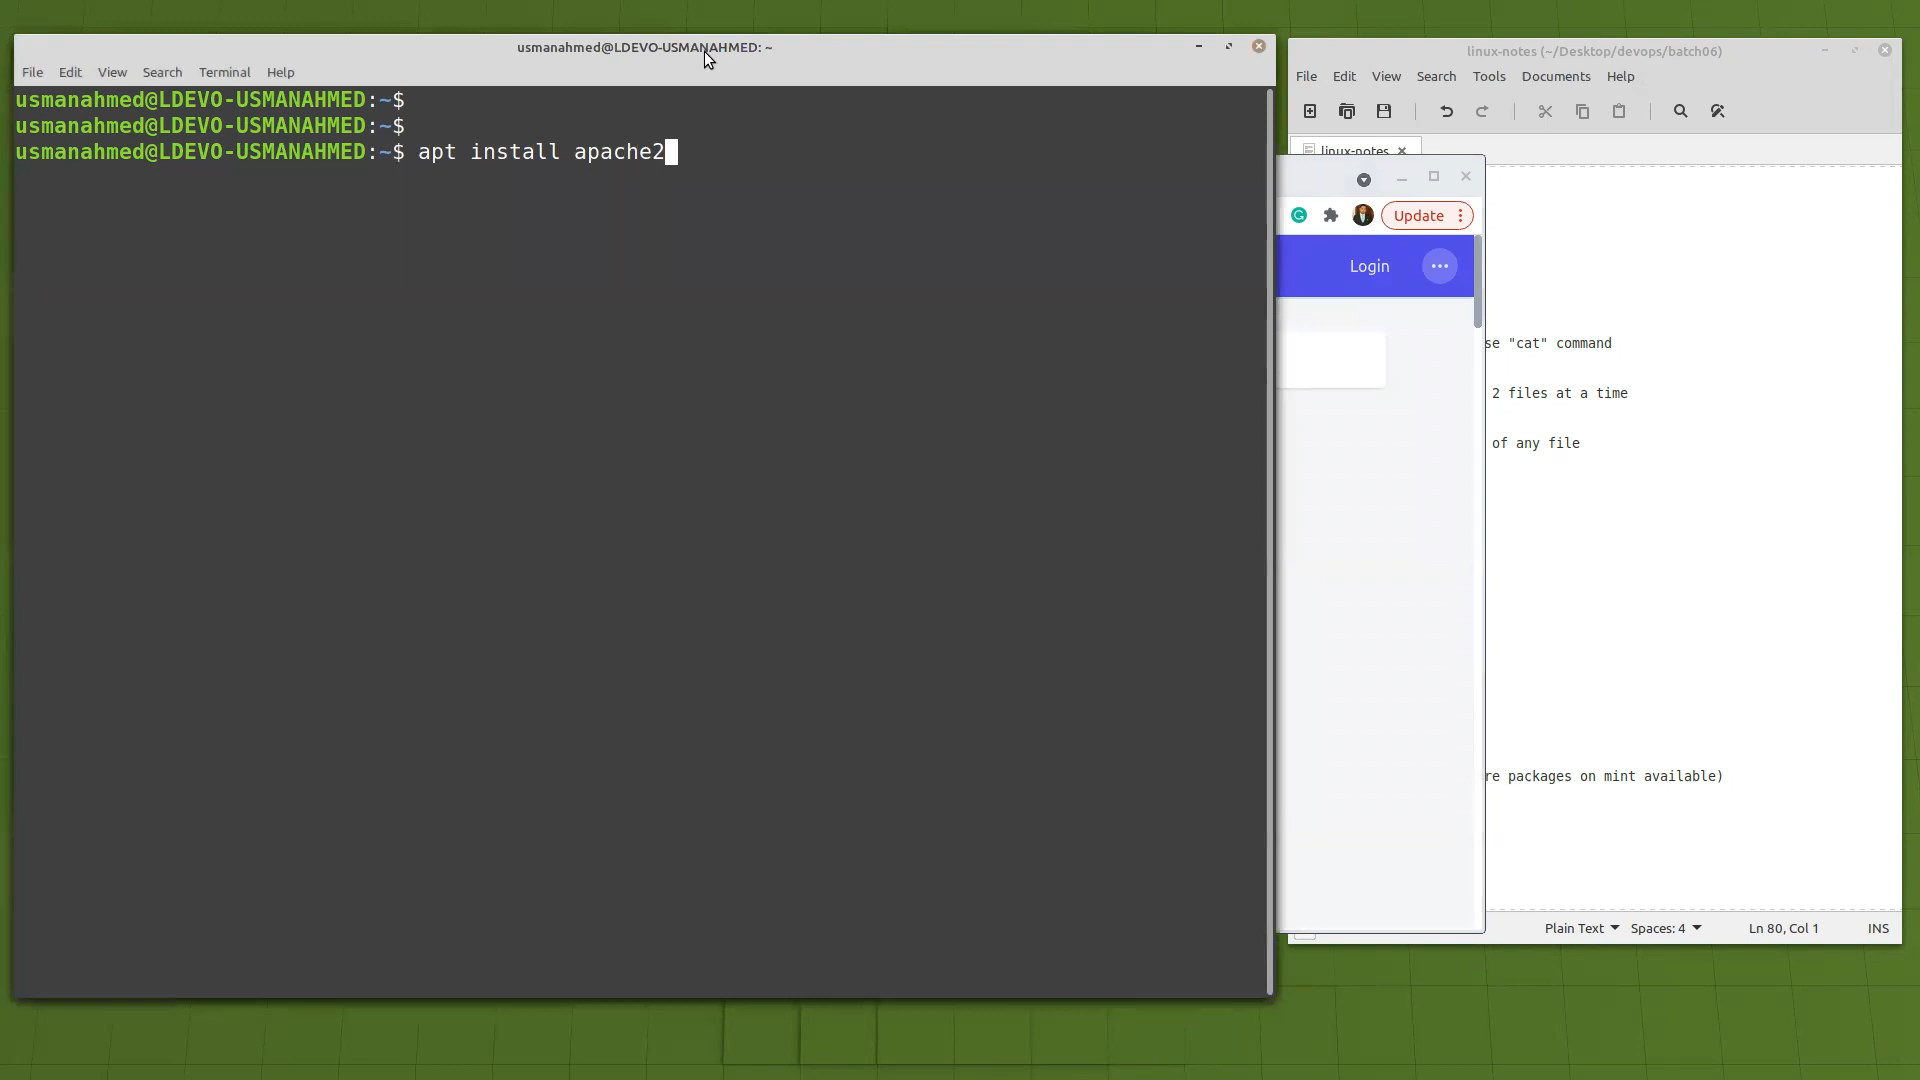 usmanahmed@LDEVO-USMANAHMED: ~
File Edit View Search Terminal Help
usmanahmed@LDEVO-USMANAHMED:~$
usmanahmed@LDEVO-USMANAHMED:~$
usmanahmed@LDEVO-USMANAHMED:~$ apt install apache2
linux-notes (~/Desktop/devops/batch06)
File Edit View Search Tools Documents Help
linux-notes
Update
Login
se "cat" command
2 files at a time
of any file
re packages on mint available)
Plain Text Spaces: 4 Ln 80, Col 1 INS